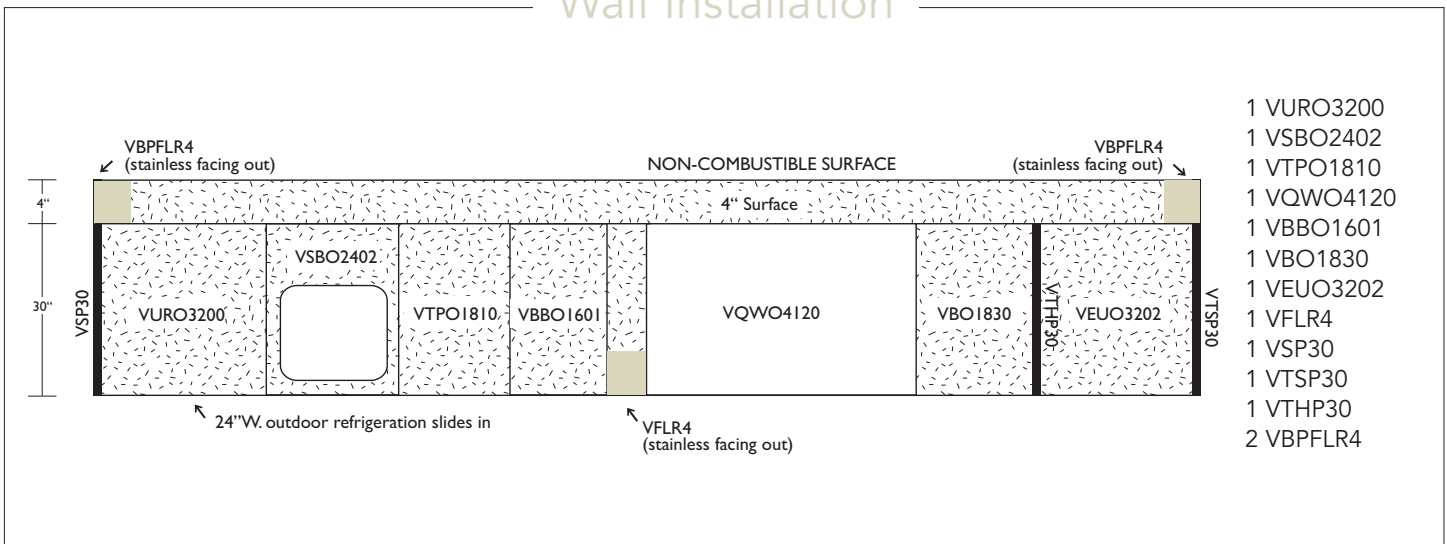 Wall Installation
VBPFLR4
(stainless facing out)
NON-COMBUSTIBLE SURFACE
VBPFLR4
(stainless facing out)
4“
4“ Surface
30“
VSP30
VURO3200
VSBO2402
VTPO1810
VBBO1601
VQWO4120
VBO1830
VTHP30
VEUO3202
VTSP30
24”W. outdoor refrigeration slides in
VFLR4
(stainless facing out)
1 VURO3200
1 VSBO2402
1 VTPO1810
1 VQWO4120
1 VBBO1601
1 VBO1830
1 VEUO3202
1 VFLR4
1 VSP30
1 VTSP30
1 VTHP30
2 VBPFLR4